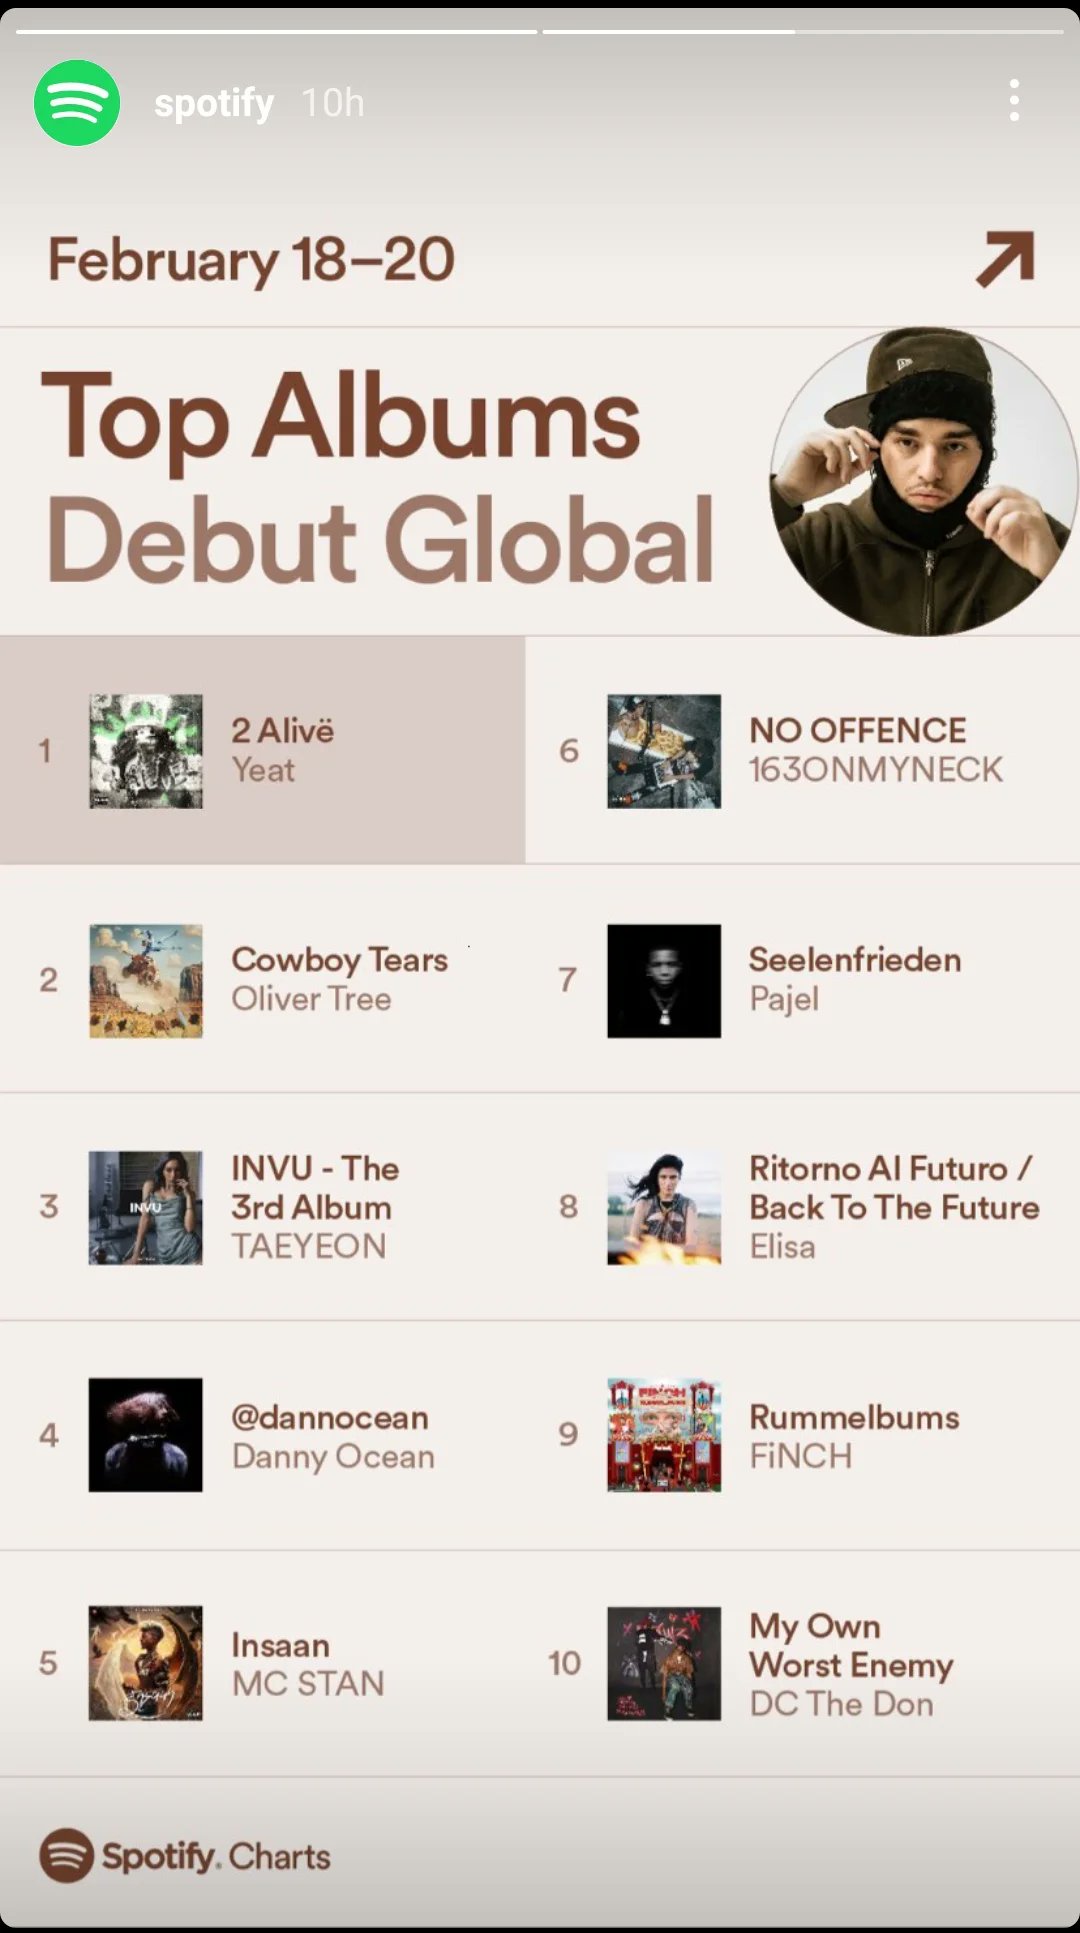 spotify 10h
February 18–20
Top Albums
Debut Global
1
2 Alivë
Yeat
2
Cowboy Tears
Oliver Tree
3
INVU
INVU - The
3rd Album
TAEYEON
4
@dannocean
Danny Ocean
5
Insaan
MC STAN
6
NO OFFENCE
163ONMYNECK
7
Seelenfrieden
Pajel
8
Ritorno Al Futuro /
Back To The Future
Elisa
9
FiNCH
RUMMELBUMS
Rummelbums
FiNCH
10
My Own
Worst Enemy
DC The Don
Spotify Charts